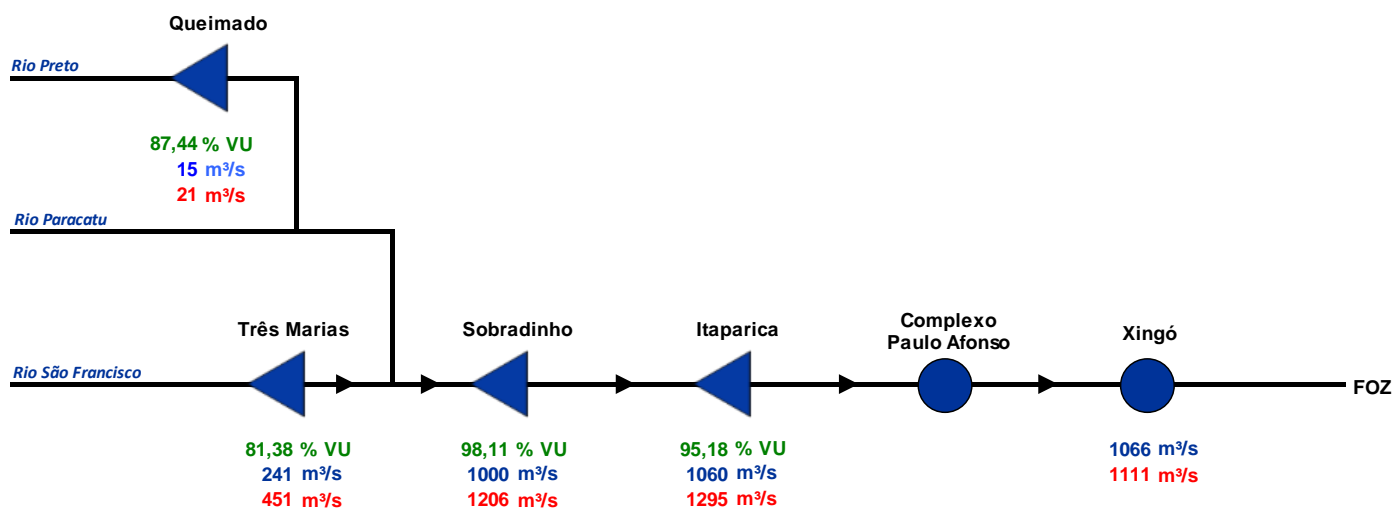 Queimado
Rio Preto
87,44 % VU
15 m³/s
21 m³/s
Rio Paracatu
Três Marias
Sobradinho
Itaparica
Complexo
Paulo Afonso
Xingó
Rio São Francisco
FOZ
81,38 % VU
241 m³/s
451 m³/s
98,11 % VU
1000 m³/s
1206 m³/s
95,18 % VU
1060 m³/s
1295 m³/s
1066 m³/s
1111 m³/s